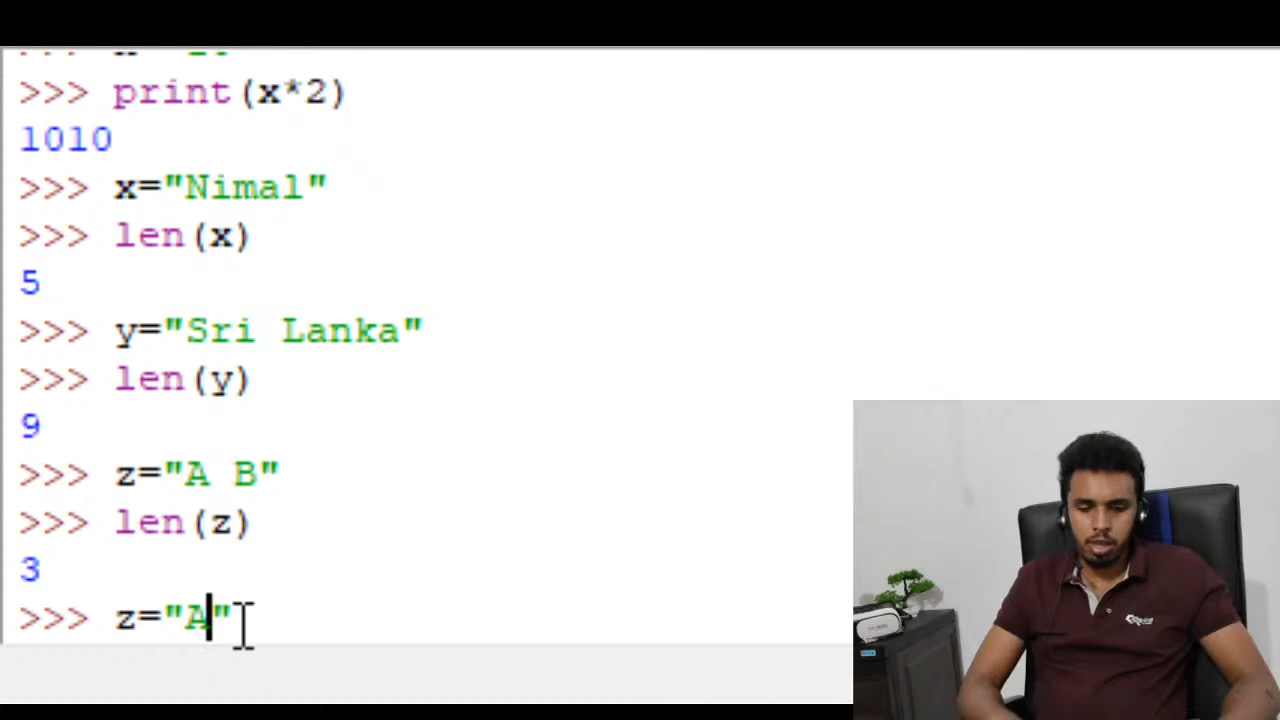 >>> print(x*2)
1010
>>> x="Nimal"
>>> len(x)
5
>>> y="Sri Lanka"
>>> len(y)
9
>>> z="A B"
>>> len(z)
3
>>> z="A"